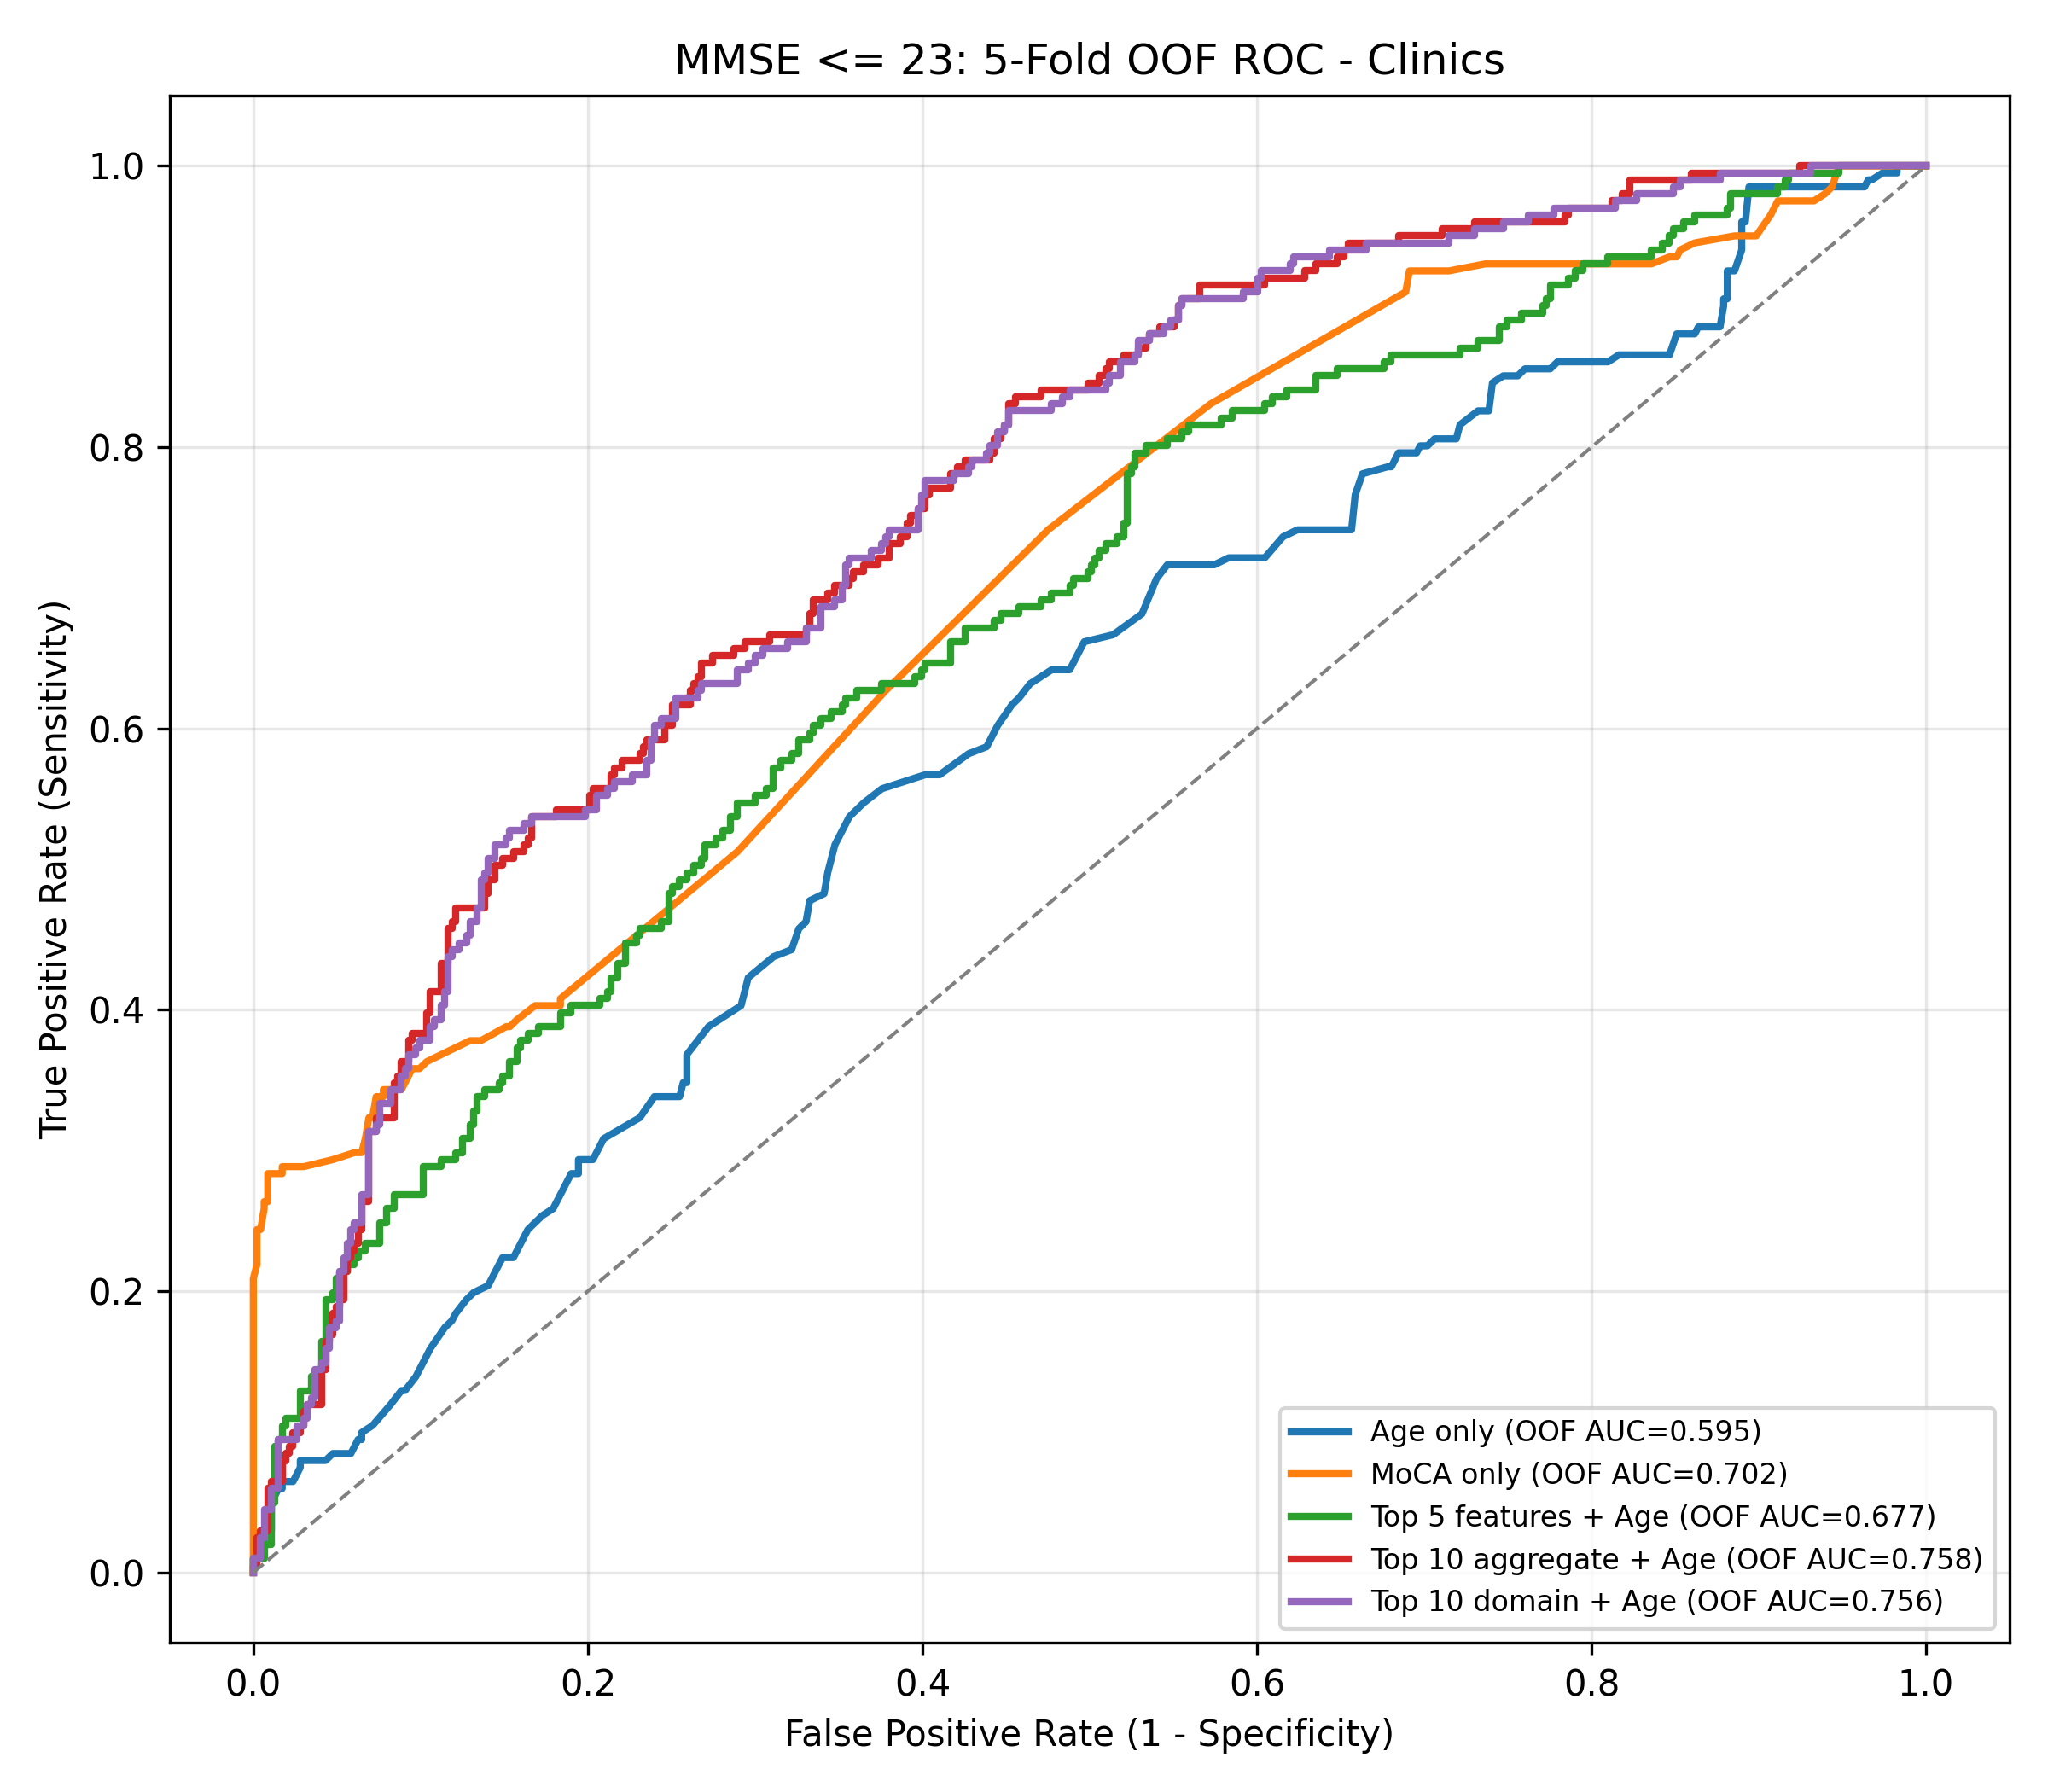 MMSE <= 23: 5-Fold OOF ROC - Clinics
True Positive Rate (Sensitivity)
1.0
0.8
0.6
0.4
0.2
0.0
0.0 0.2 0.4 0.6 0.8 1.0
False Positive Rate (1 - Specificity)
Age only (OOF AUC=0.595)
MoCA only (OOF AUC=0.702)
Top 5 features + Age (OOF AUC=0.677)
Top 10 aggregate + Age (OOF AUC=0.758)
Top 10 domain + Age (OOF AUC=0.756)